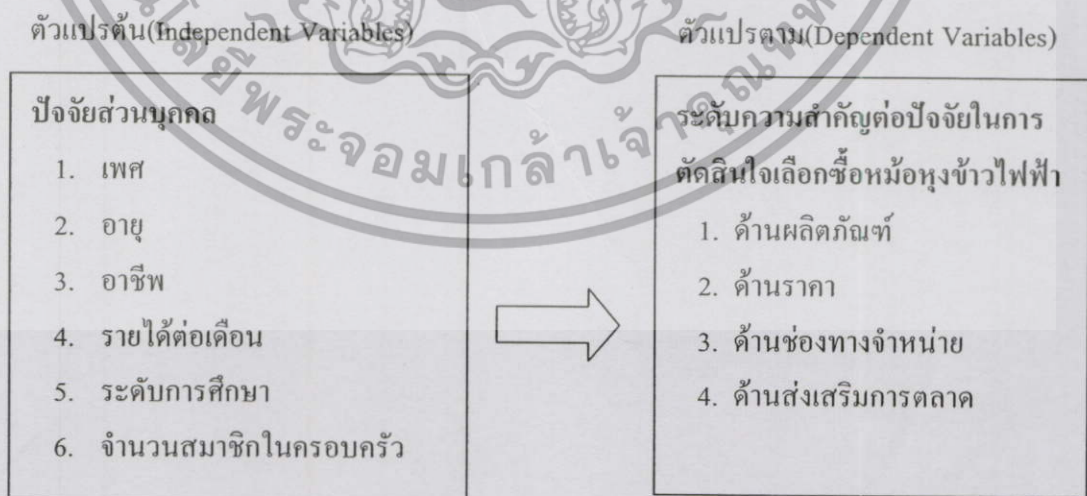 ตัวแปรต้น(Independent Variables)
ปัจจัยส่วนบุคคล
1. เพศ
2. อายุ
3. อาชีพ
4. รายได้ต่อเดือน
5. ระดับการศึกษา
6. จำนวนสมาชิกในครอบครัว
ตัวแปรตาม(Dependent Variables)
ระดับความสำคัญต่อปัจจัยในการ
ตัดสินใจเลือกซื้อหม้อหุงข้าวไฟฟ้า
1. ด้านผลิตภัณฑ์
2. ด้านราคา
3. ด้านช่องทางจำหน่าย
4. ด้านส่งเสริมการตลาด